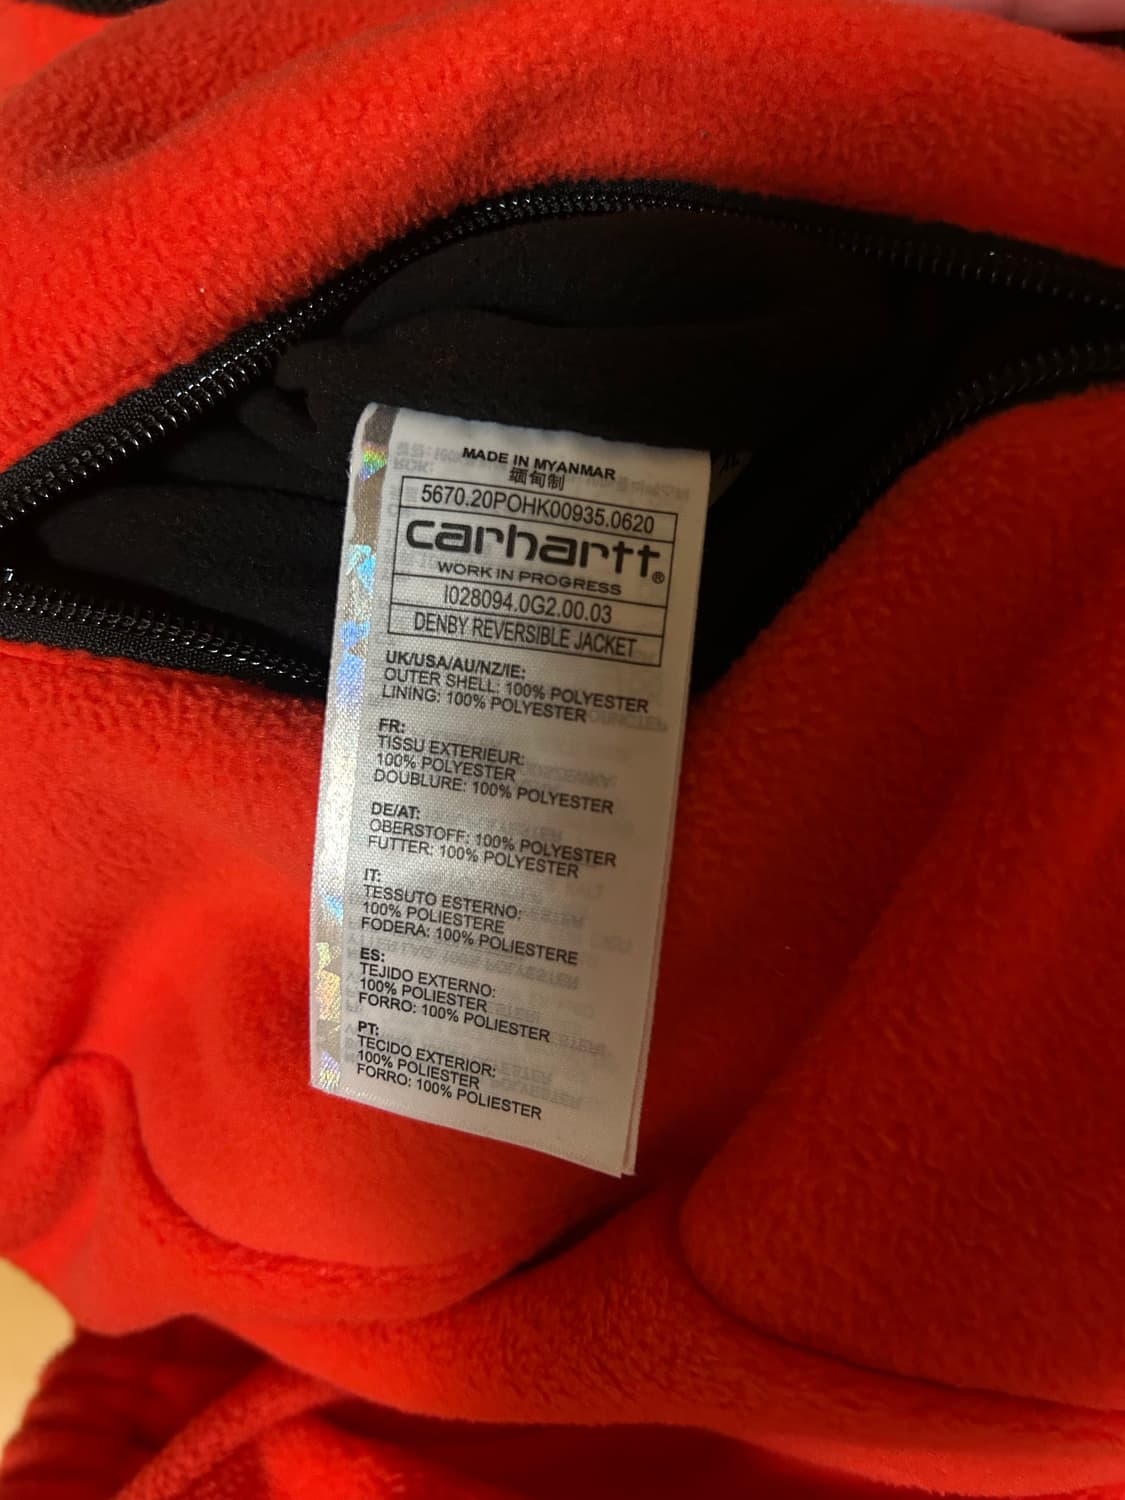 MADE IN MYANMAR
缅甸制
5670.20POHK00935.0620
carhartt®
WORK IN PROGRESS
I028094.0G2.00.03
DENBY REVERSIBLE JACKET
UK/USA/AU/NZ/IE:
OUTER SHELL: 100% POLYESTER
LINING: 100% POLYESTER
FR:
TISSU EXTERIEUR:
100% POLYESTER
DOUBLURE: 100% POLYESTER
DE/AT:
OBERSTOFF: 100% POLYESTER
FUTTER: 100% POLYESTER
IT:
TESSUTO ESTERNO:
100% POLIESTERE
FODERA: 100% POLIESTERE
ES:
TEJIDO EXTERNO:
100% POLIESTER
FORRO: 100% POLIESTER
PT:
TECIDO EXTERIOR:
100% POLIESTER
FORRO: 100% POLIESTER